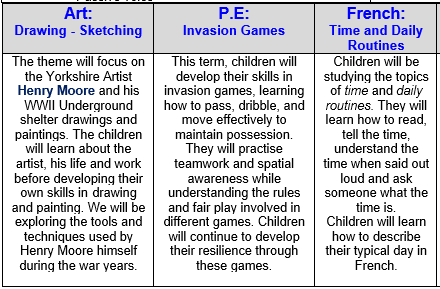 Art:
Drawing - Sketching
The theme will focus on
the Yorkshire Artist
Henry Moore and his
WWII Underground
shelter drawings and
paintings. The children
will learn about the
artist, his life and work
before developing their
own skills in drawing
and painting. We will be
exploring the tools and
techniques used by
Henry Moore himself
during the war years.
P.E:
Invasion Games
This term, children will
develop their skills in
invasion games, learning
how to pass, dribble, and
move effectively to
maintain possession.
They will practise
teamwork and spatial
awareness while
understanding the rules
and fair play involved in
different games. Children
will continue to develop
their resilience through
these games.
French:
Time and Daily
Routines
Children will be
studying the topics
of time and daily
routines. They will
learn how to read,
tell the time,
understand the
time when said out
loud and ask
someone what the
time is.
Children will learn
how to describe
their typical day in
French.